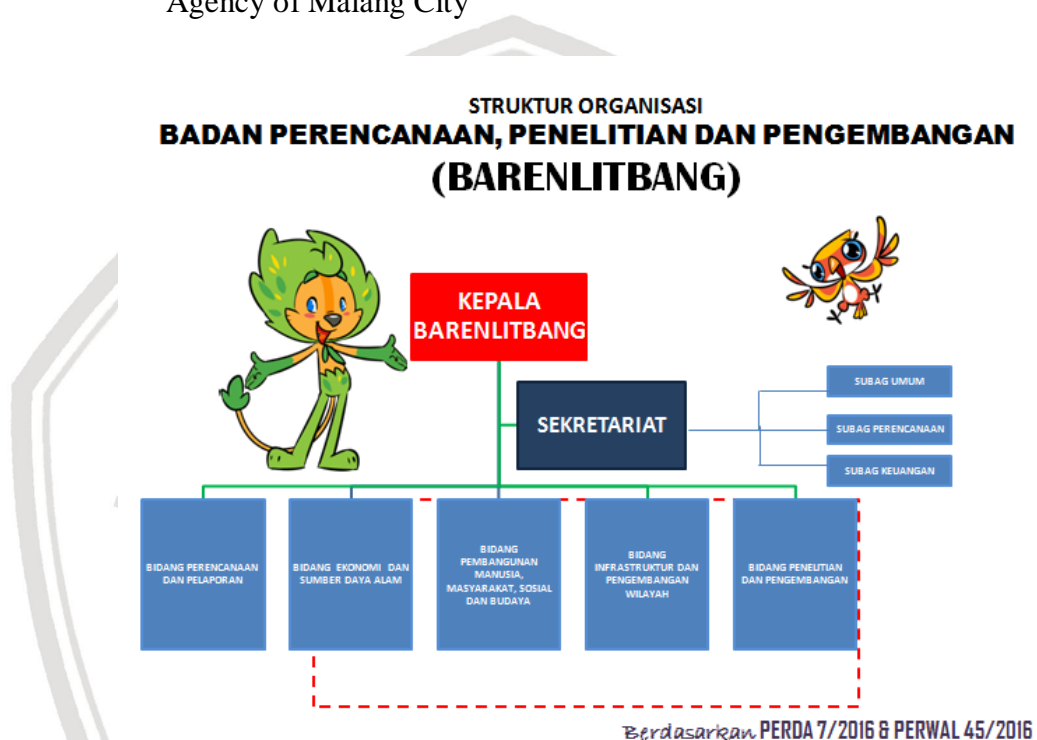 Agency of Malang City
STRUKTUR ORGANISASI
BADAN PERENCANAAN, PENELITIAN DAN PENGEMBANGAN
(BARENLITBANG)
KEPALA
BARENLITBANG
SEKRETARIAT
SUBAG UMUM
SUBAG PERENCANAAN
SUBAG KEUANGAN
BIDANG PERENCANAAN
DAN PELAPORAN
BIDANG EKONOMI DAN
SUMBER DAYA ALAM
BIDANG
PEMBANGUNAN
MANUSIA,
MASYARAKAT, SOSIAL
DAN BUDAYA
BIDANG
INFRASTRUKTUR DAN
PENGEMBANGAN
WILAYAH
BIDANG PENELITIAN
DAN PENGEMBANGAN
Berdasarkan PERDA 7/2016 & PERWAL 45/2016